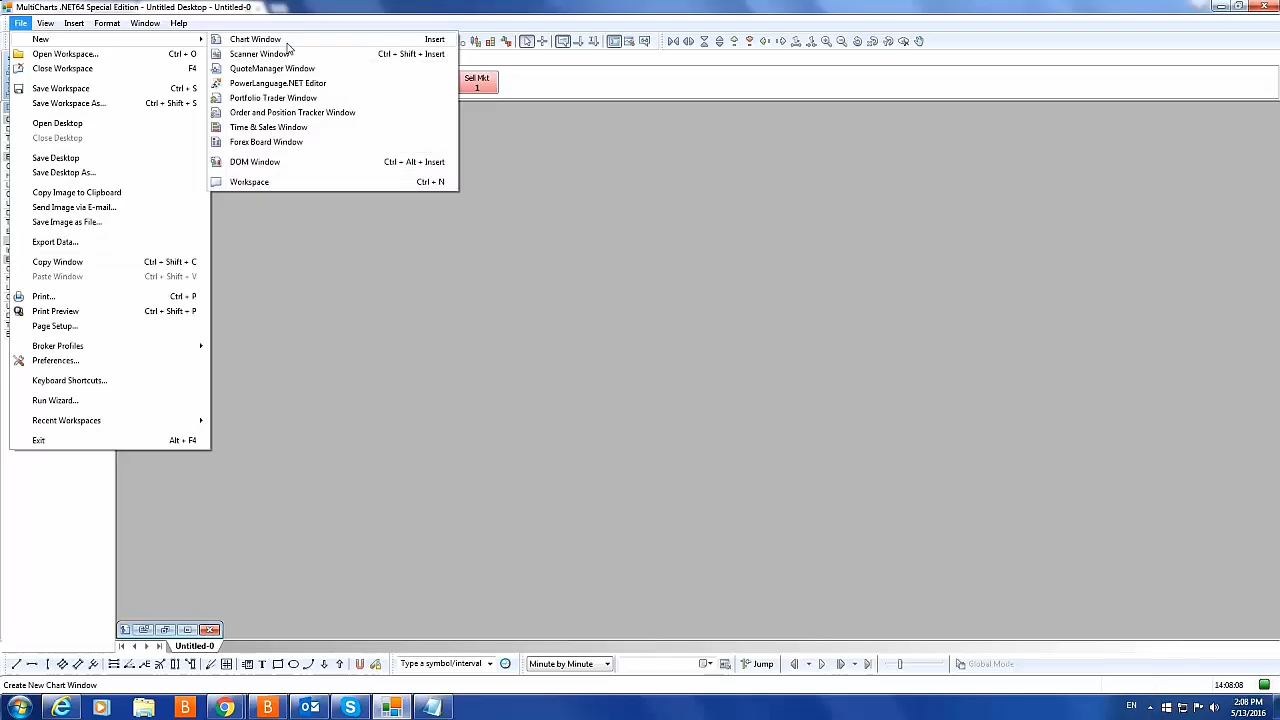 MultiCharts .NET64 Special Edition - Untitled Desktop - Untitled-0
File View Insert Format Window Help
New
Open Workspace... Ctrl + O
Close Workspace F4
Save Workspace Ctrl + S
Save Workspace As... Ctrl + Shift + S
Open Desktop
Close Desktop
Save Desktop
Save Desktop As...
Copy Image to Clipboard
Send Image via E-mail...
Save Image as File...
Export Data...
Copy Window Ctrl + Shift + C
Paste Window Ctrl + Shift + V
Print... Ctrl + P
Print Preview Ctrl + Shift + P
Page Setup...
Broker Profiles
Preferences...
Keyboard Shortcuts...
Run Wizard...
Recent Workspaces
Exit Alt + F4
Chart Window Insert
Scanner Window Ctrl + Shift + Insert
QuoteManager Window
PowerLanguage.NET Editor
Portfolio Trader Window
Order and Position Tracker Window
Time & Sales Window
Forex Board Window
DOM Window Ctrl + Alt + Insert
Workspace Ctrl + N
Sell Mkt
1
Untitled-0
Type a symbol/interval Minute by Minute Jump Global Mode
Create New Chart Window 14:08:08
EN 2:08 PM
5/13/2016